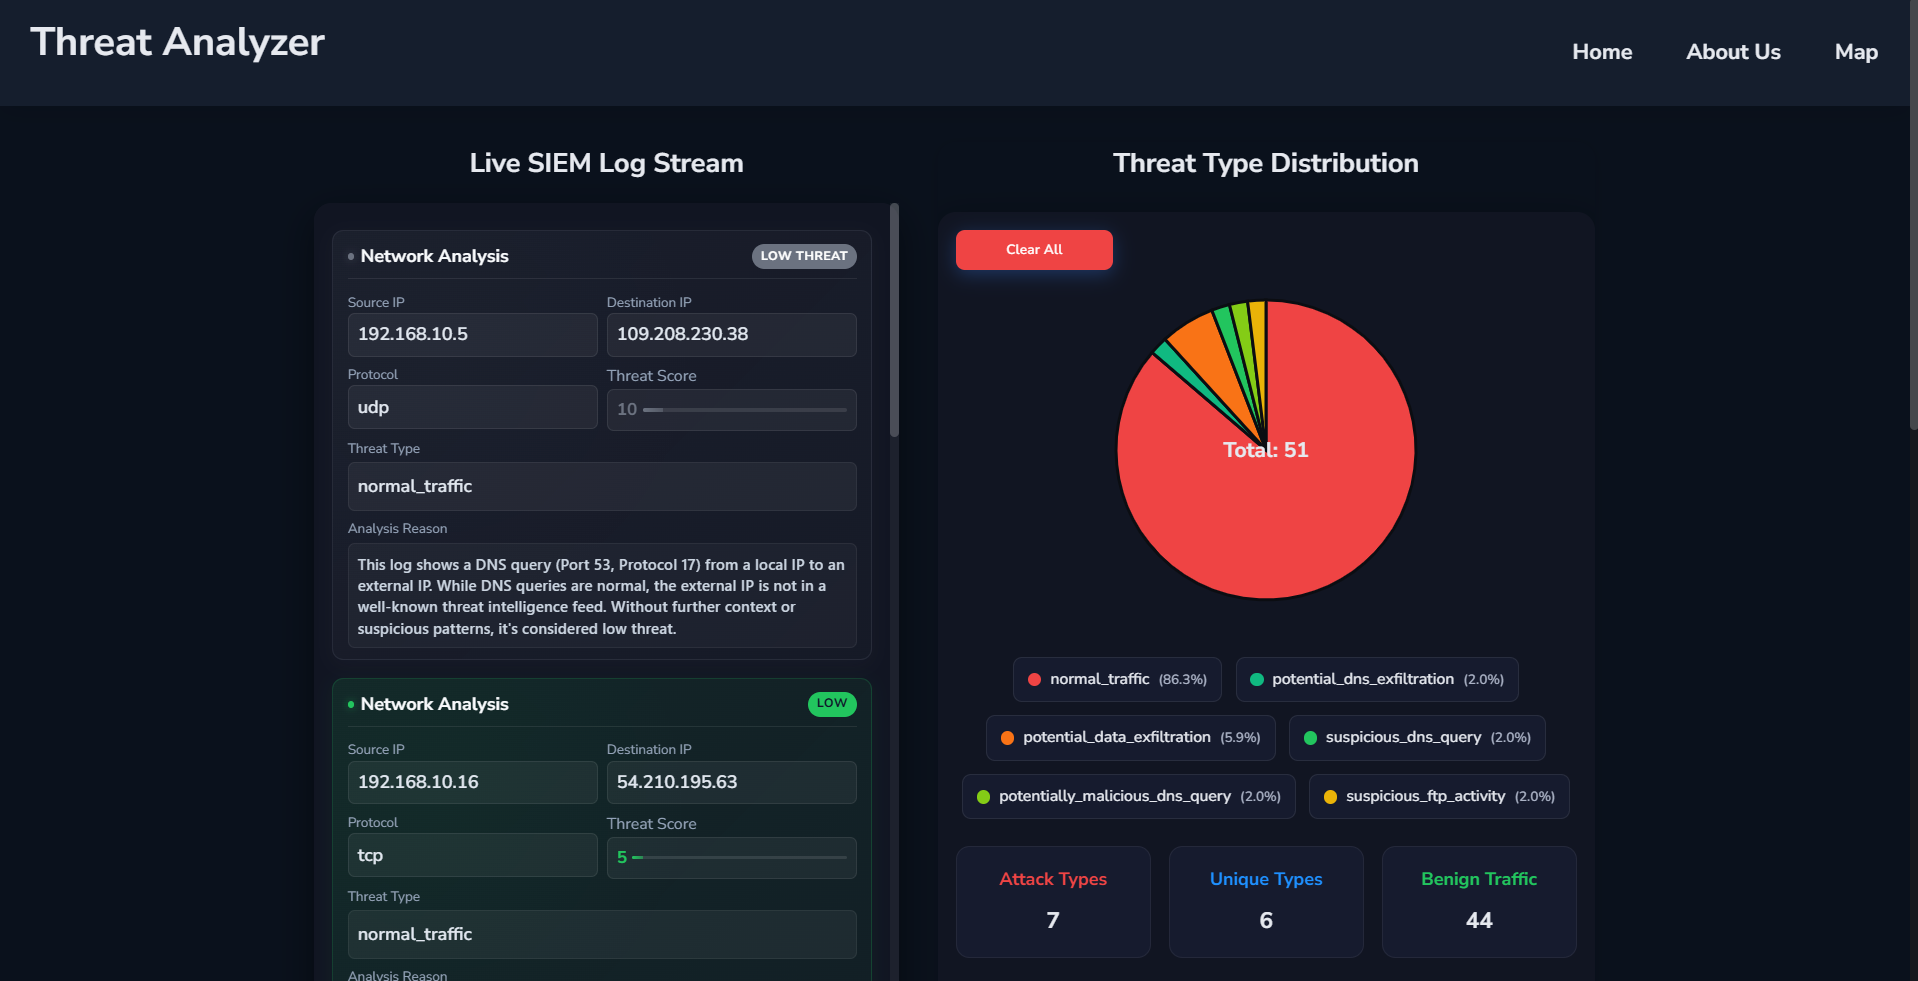 Threat Analyzer
Home
About Us
Map
Live SIEM Log Stream
Network Analysis
LOW THREAT
Source IP
Destination IP
192.168.10.5
109.208.230.38
Protocol
Threat Score
udp
10
Threat Type
normal_traffic
Analysis Reason
This log shows a DNS query (Port 53, Protocol 17) from a local IP to an
external IP. While DNS queries are normal, the external IP is not in a
well-known threat intelligence feed. Without further context or
suspicious patterns, it's considered low threat.
Network Analysis
LOW
Source IP
Destination IP
192.168.10.16
54.210.195.63
Protocol
Threat Score
tcp
5
Threat Type
normal_traffic
Analysis Reason
Threat Type Distribution
Clear All
Total: 51
normal_traffic (86.3%)
potential_dns_exfiltration (2.0%)
potential_data_exfiltration (5.9%)
suspicious_dns_query (2.0%)
potentially_malicious_dns_query (2.0%)
suspicious_ftp_activity (2.0%)
Attack Types
7
Unique Types
6
Benign Traffic
44